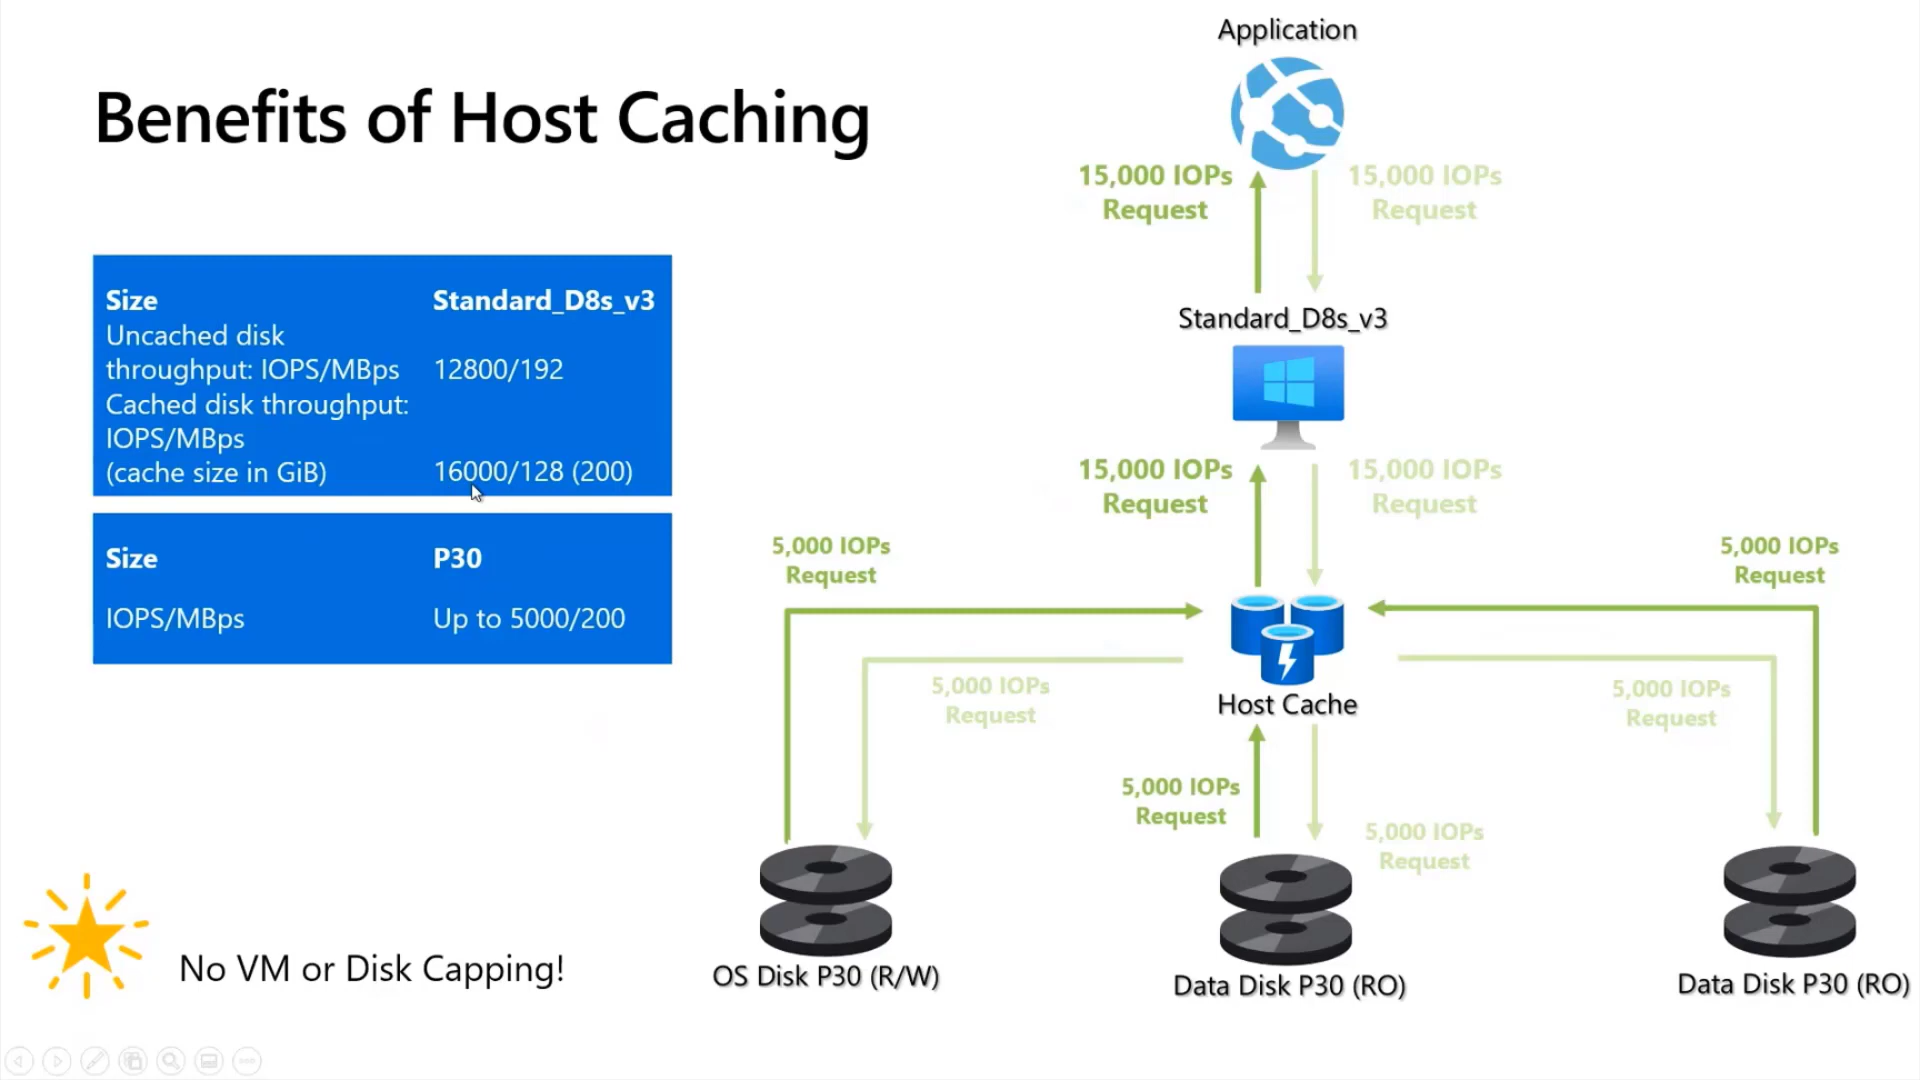 Benefits of Host Caching
Size Standard_D8s_v3
Uncached disk
throughput: IOPS/MBps 12800/192
Cached disk throughput:
IOPS/MBps
(cache size in GiB) 16000/128 (200)
Size P30
IOPS/MBps Up to 5000/200
No VM or Disk Capping!
Application
15,000 IOPs
Request
15,000 IOPs
Request
Standard_D8s_v3
15,000 IOPs
Request
15,000 IOPs
Request
5,000 IOPs
Request
5,000 IOPs
Request
5,000 IOPs
Request
Host Cache
5,000 IOPs
Request
5,000 IOPs
Request
5,000 IOPs
Request
OS Disk P30 (R/W)
Data Disk P30 (RO)
Data Disk P30 (RO)